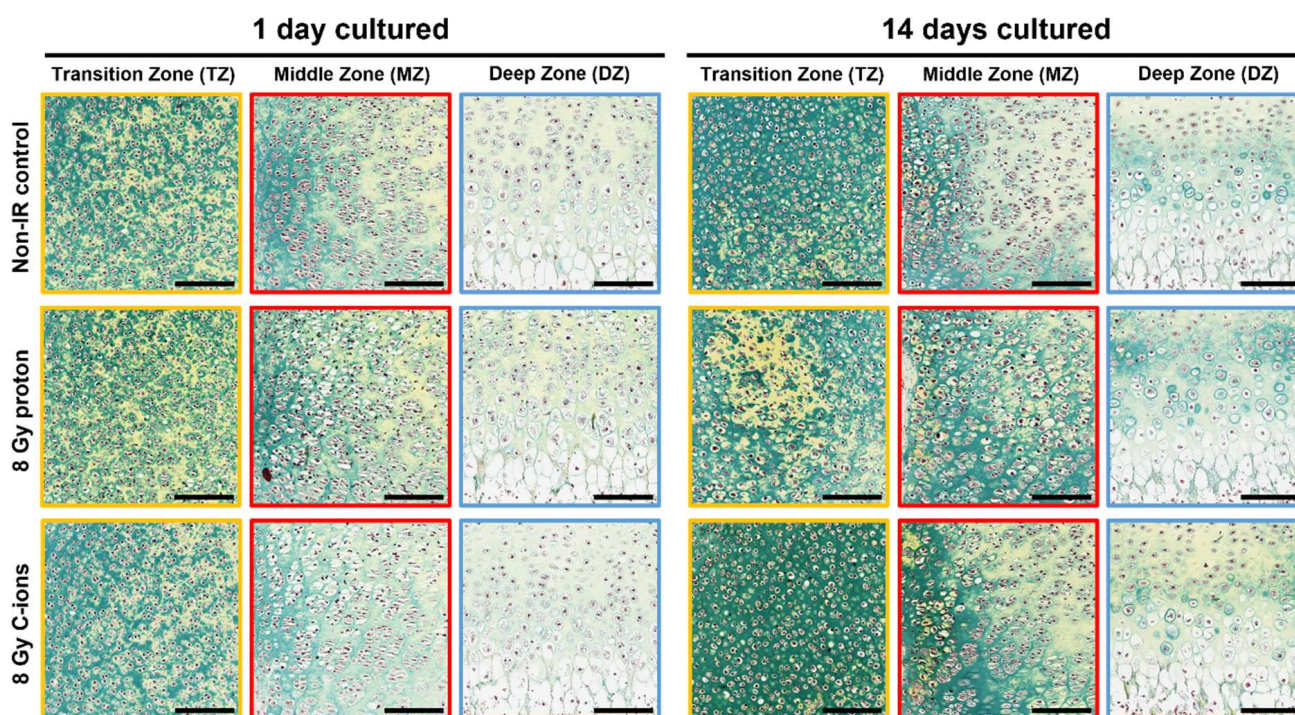 1 day cultured
14 days cultured
Transition Zone (TZ)
Middle Zone (MZ)
Deep Zone (DZ)
Transition Zone (TZ)
Middle Zone (MZ)
Deep Zone (DZ)
Non-IR control
8 Gy proton
8 Gy C-ions